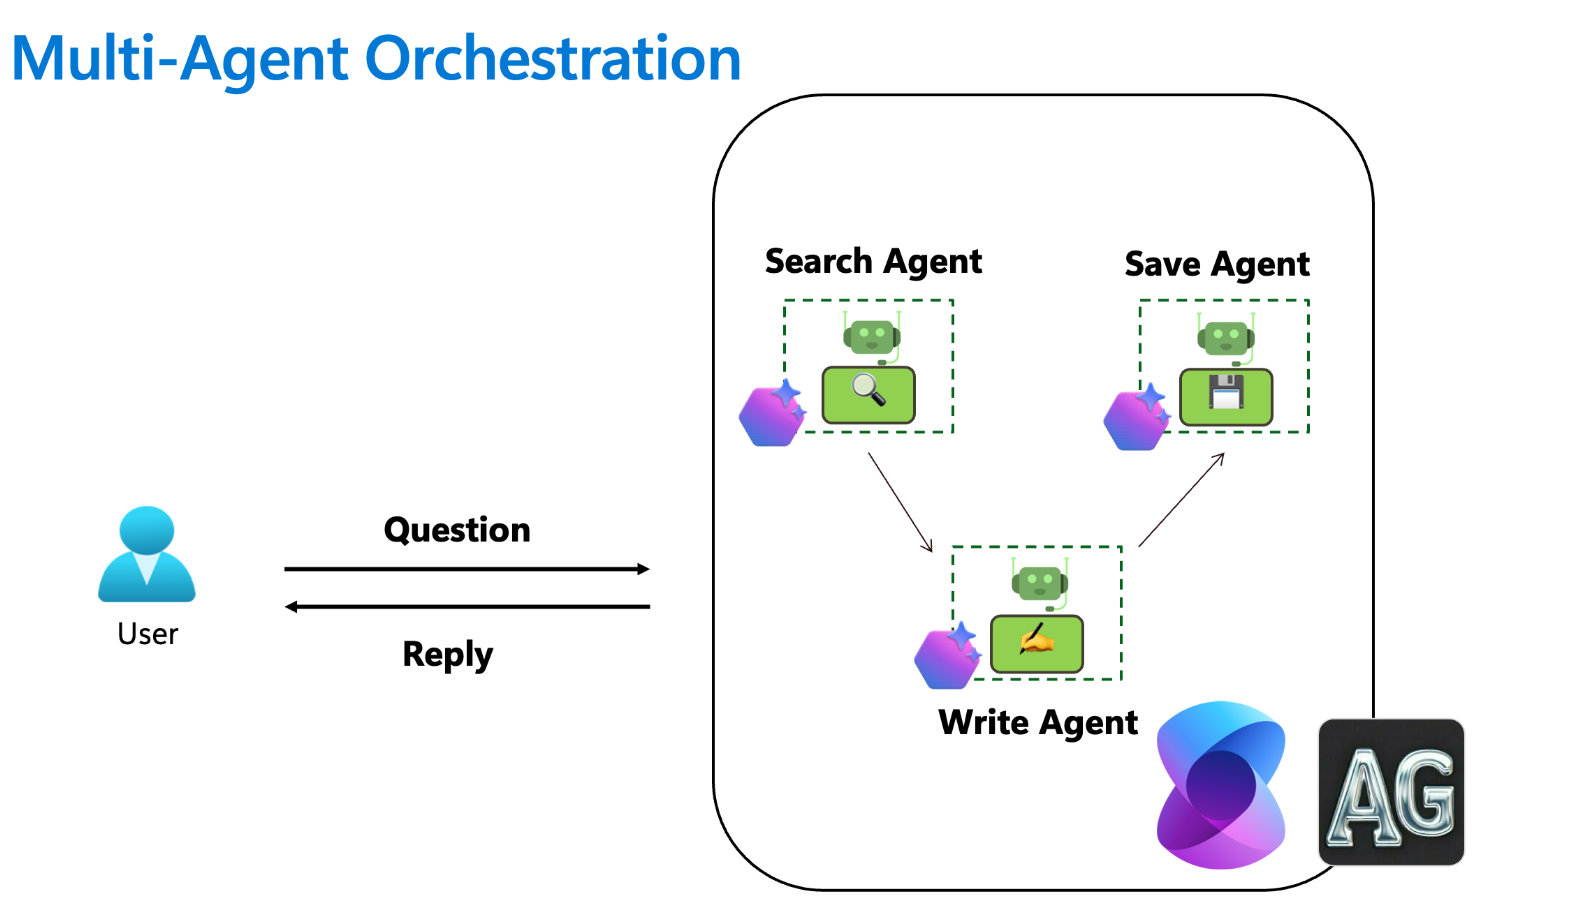 Multi-Agent Orchestration
Search Agent
Save Agent
Question
Reply
User
Write Agent
AG